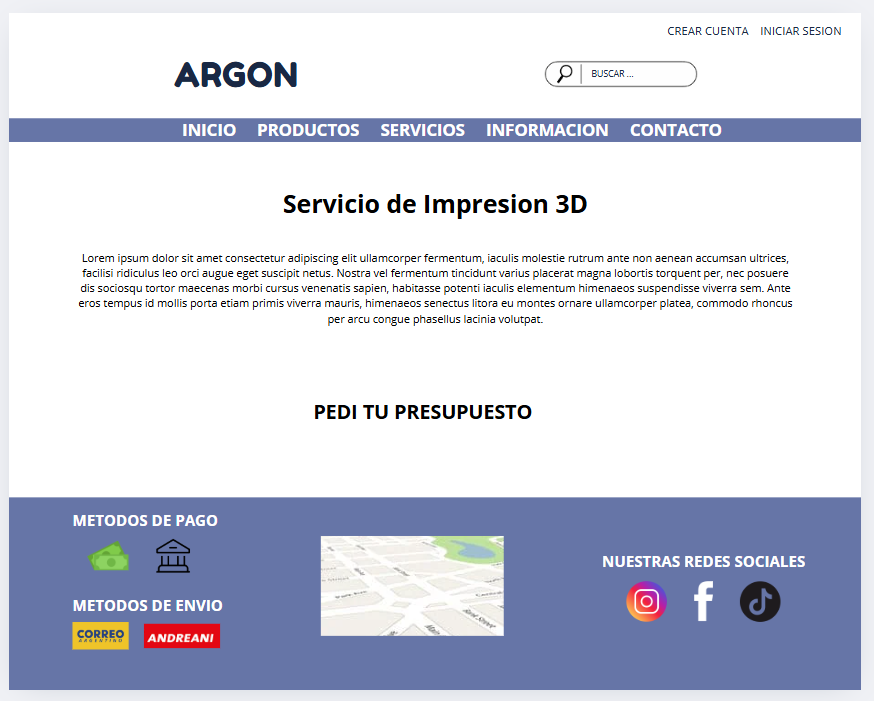 CREAR CUENTA INICIAR SESION
ARGON
BUSCAR ...
INICIO PRODUCTOS SERVICIOS INFORMACION CONTACTO
Servicio de Impresion 3D
Lorem ipsum dolor sit amet consectetur adipiscing elit ullamcorper fermentum, iaculis molestie rutrum ante non aenean accumsan ultrices,
facilisi ridiculus leo orci augue eget suscipit netus. Nostra vel fermentum tincidunt varius placerat magna lobortis torquent per, nec posuere
dis sociosqu tortor maecenas morbi cursus venenatis sapien, habitasse potenti iaculis elementum himenaeos suspendisse viverra sem. Ante
eros tempus id mollis porta etiam primis viverra mauris, himenaeos senectus litora eu montes ornare ullamcorper platea, commodo rhoncus
per arcu congue phasellus lacinia volutpat.
PEDI TU PRESUPUESTO
METODOS DE PAGO
METODOS DE ENVIO
CORREO
ARGENTINO
ANDREANI
Main
NUESTRAS REDES SOCIALES